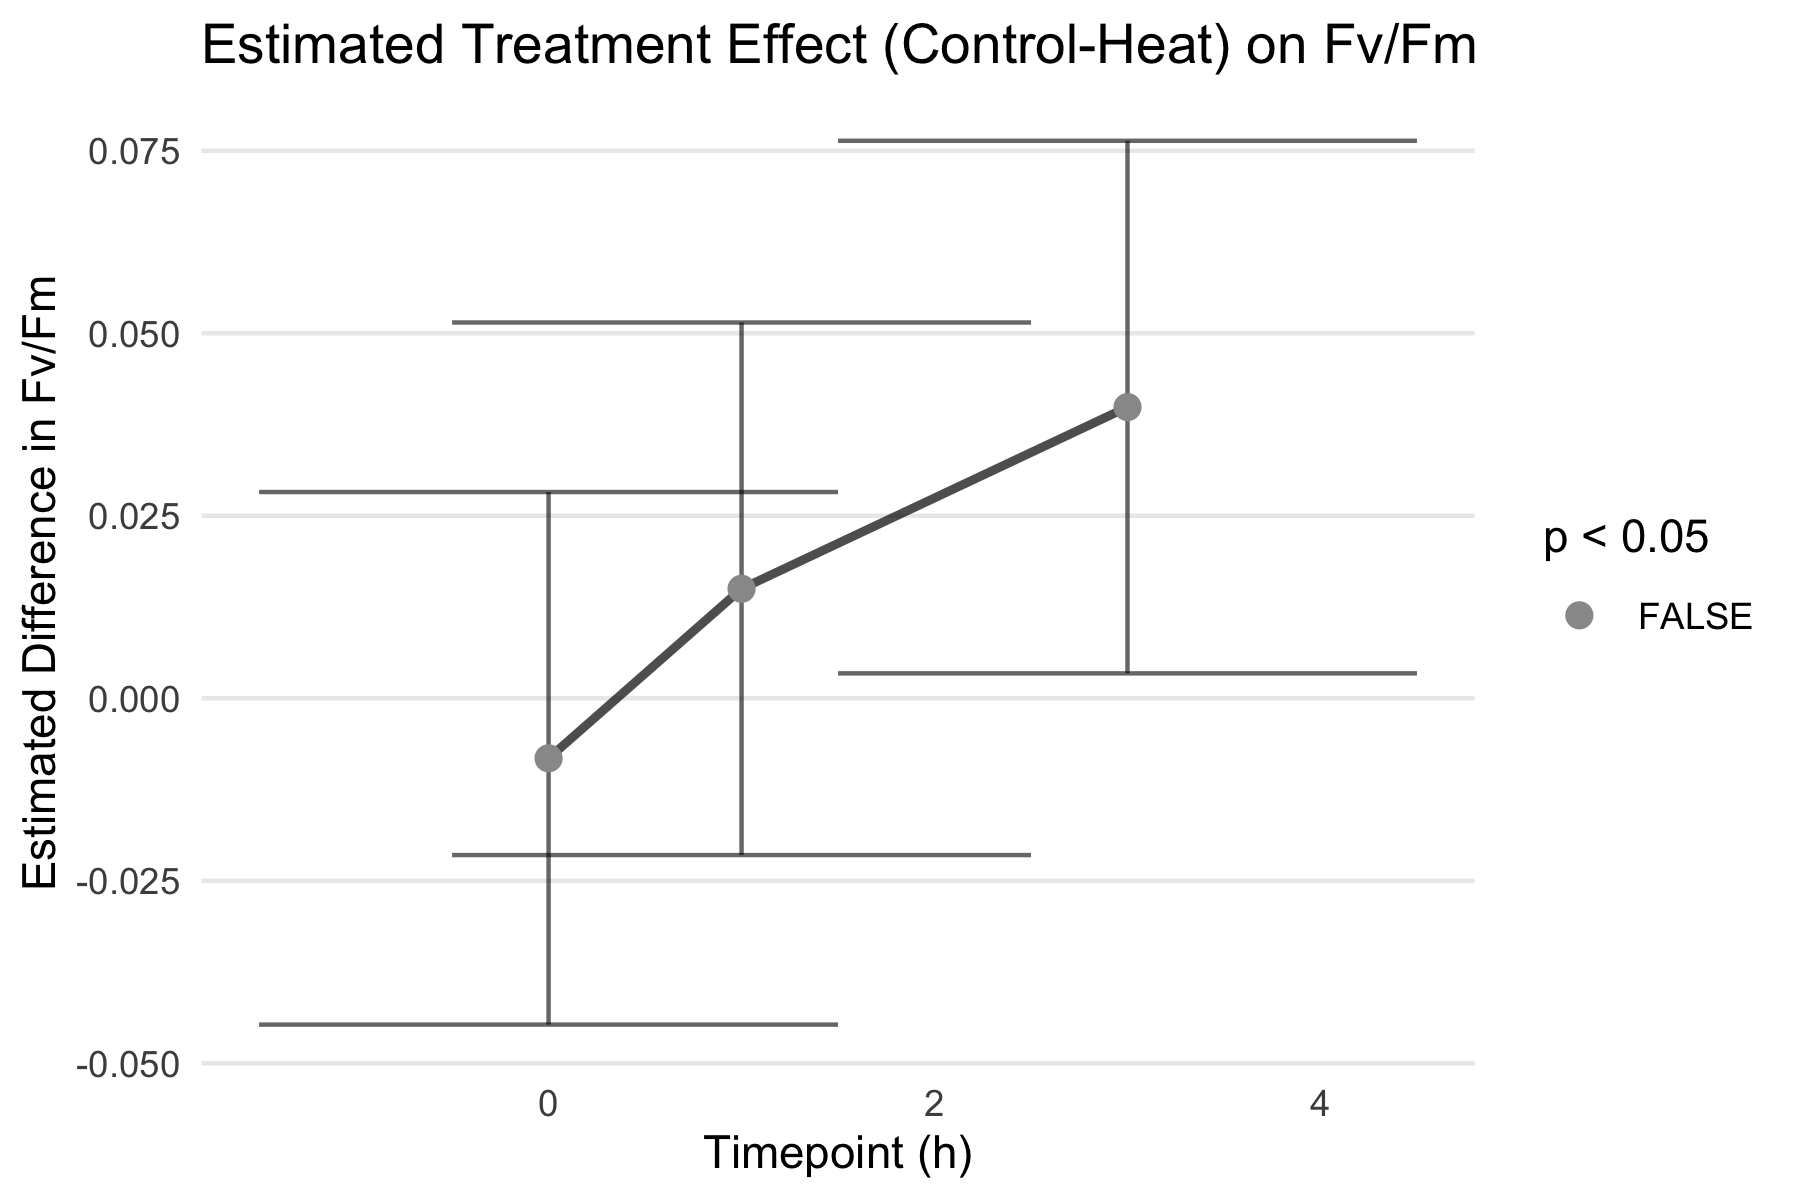 Estimated Treatment Effect (Control-Heat) on Fv/Fm
Estimated Difference in Fv/Fm
0.075
0.050
0.025
0.000
-0.025
-0.050
0
2
4
Timepoint (h)
p < 0.05
FALSE